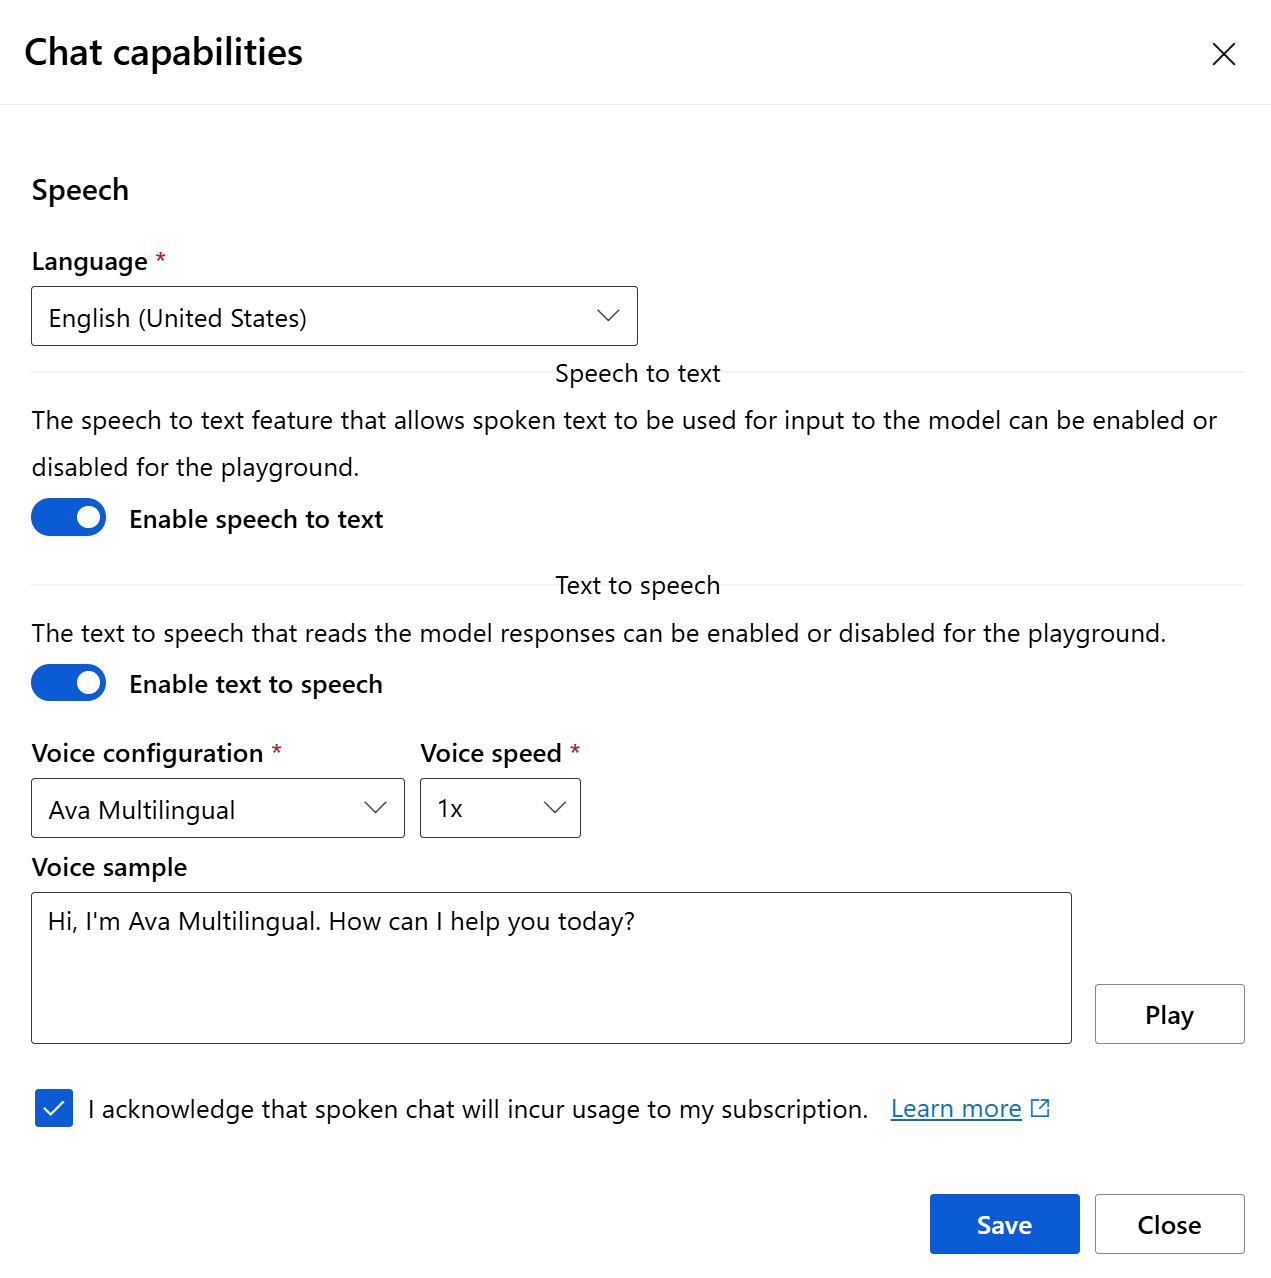 Chat capabilities
Speech
Language *
English (United States)
Speech to text
The speech to text feature that allows spoken text to be used for input to the model can be enabled or
disabled for the playground.
Enable speech to text
Text to speech
The text to speech that reads the model responses can be enabled or disabled for the playground.
Enable text to speech
Voice configuration * Voice speed *
Ava Multilingual 1x
Voice sample
Hi, I'm Ava Multilingual. How can I help you today?
Play
I acknowledge that spoken chat will incur usage to my subscription. Learn more
Save Close